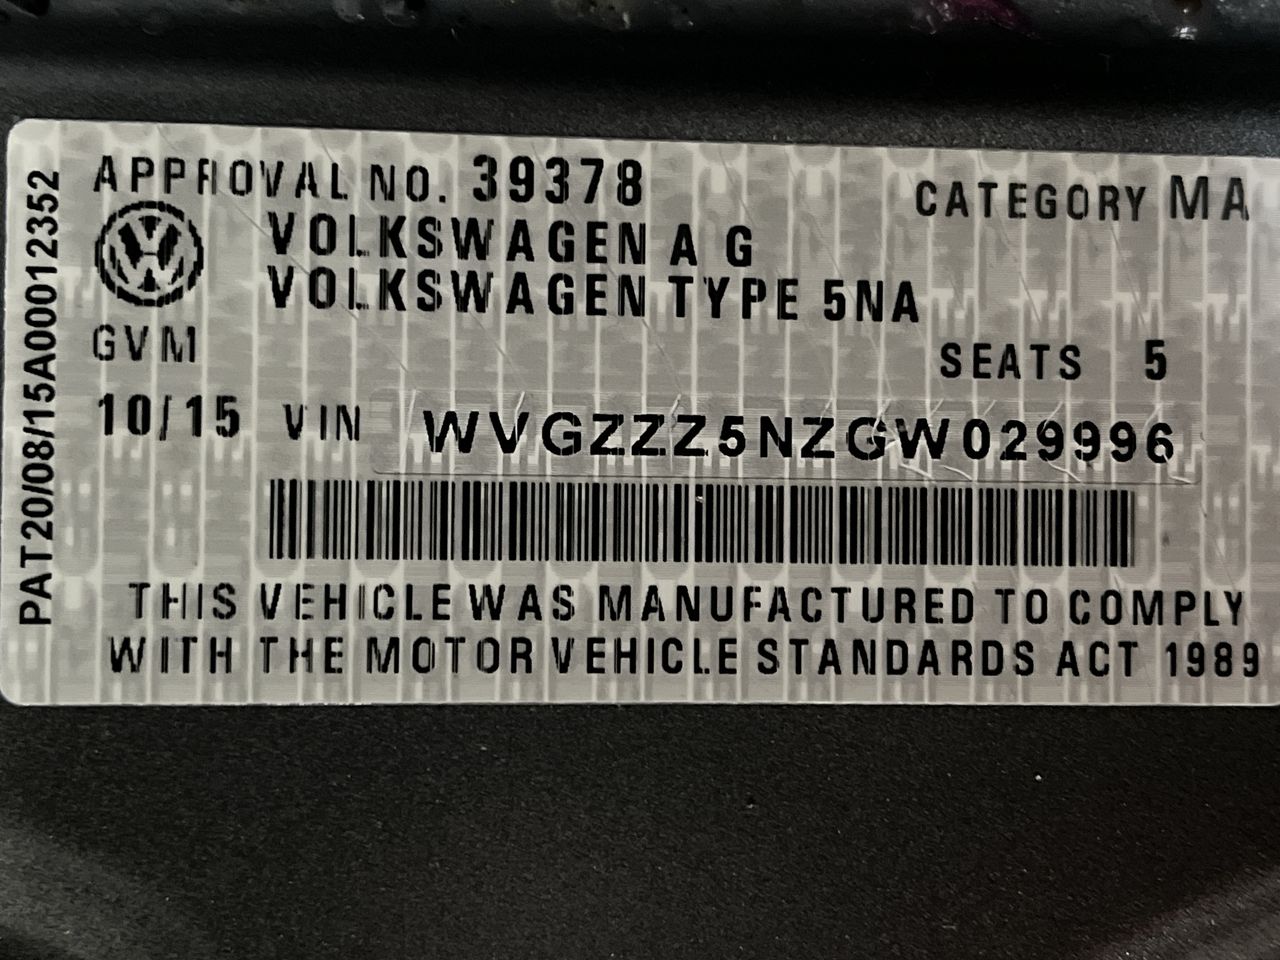 APPROVAL NO. 39378
CATEGORY MA
VOLKSWAGEN A G
VOLKSWAGEN TYPE 5NA
GVM
SEATS 5
10/15 VIN WVGZZZ5NZGW029996
THIS VEHICLE WAS MANUFACTURED TO COMPLY
WITH THE MOTOR VEHICLE STANDARDS ACT 1989
PAT20/08/15A00012352